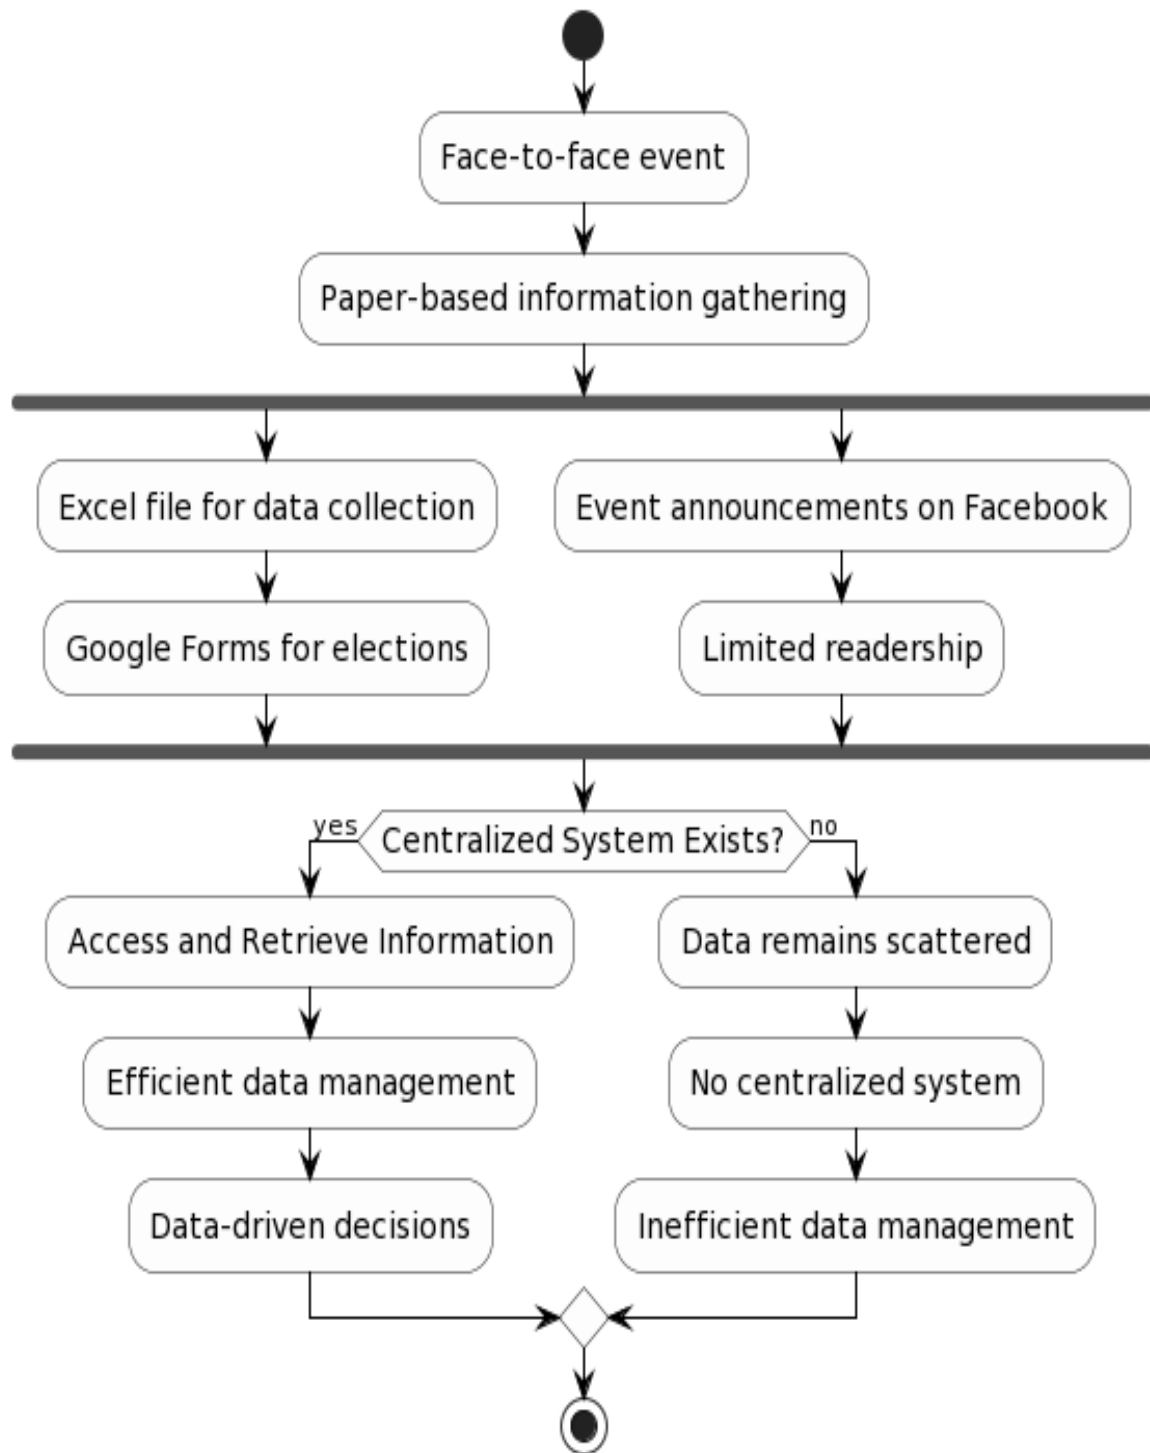 Face-to-face event
Paper-based information gathering
Excel file for data collection
Event announcements on Facebook
Google Forms for elections
Limited readership
yes
Centralized System Exists?
no
Access and Retrieve Information
Data remains scattered
Efficient data management
No centralized system
Data-driven decisions
Inefficient data management